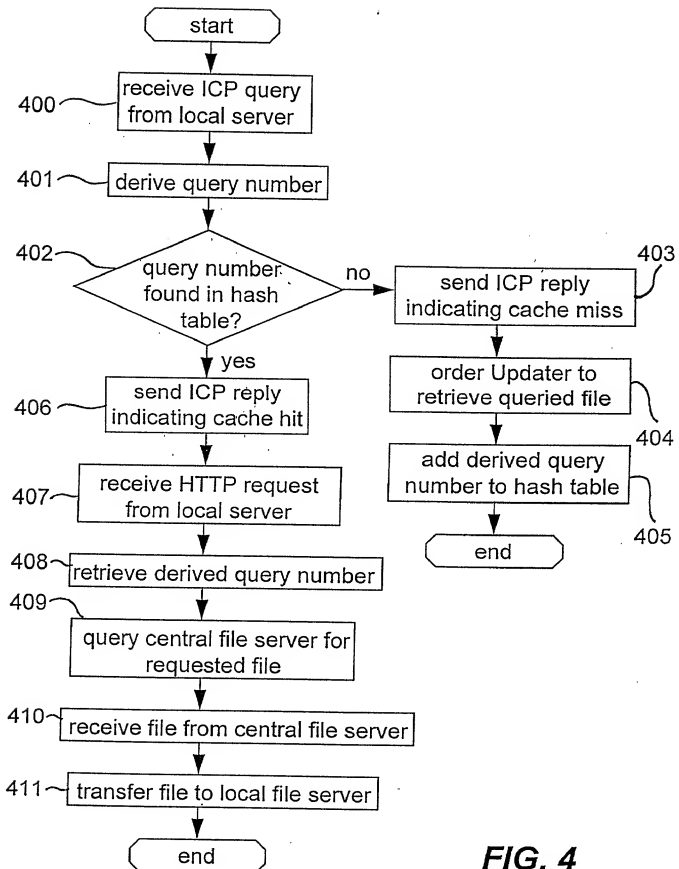 start
400
receive ICP query
from local server
401
derive query number
402
query number
found in hash
table?
no
yes
403
send ICP reply
indicating cache miss
order Updater to
retrieve queried file
404
add derived query
number to hash table
405
end
406
send ICP reply
indicating cache hit
407
receive HTTP request
from local server
408
retrieve derived query number
409
query central file server for
requested file
410
receive file from central file server
411
transfer file to local file server
end
FIG. 4